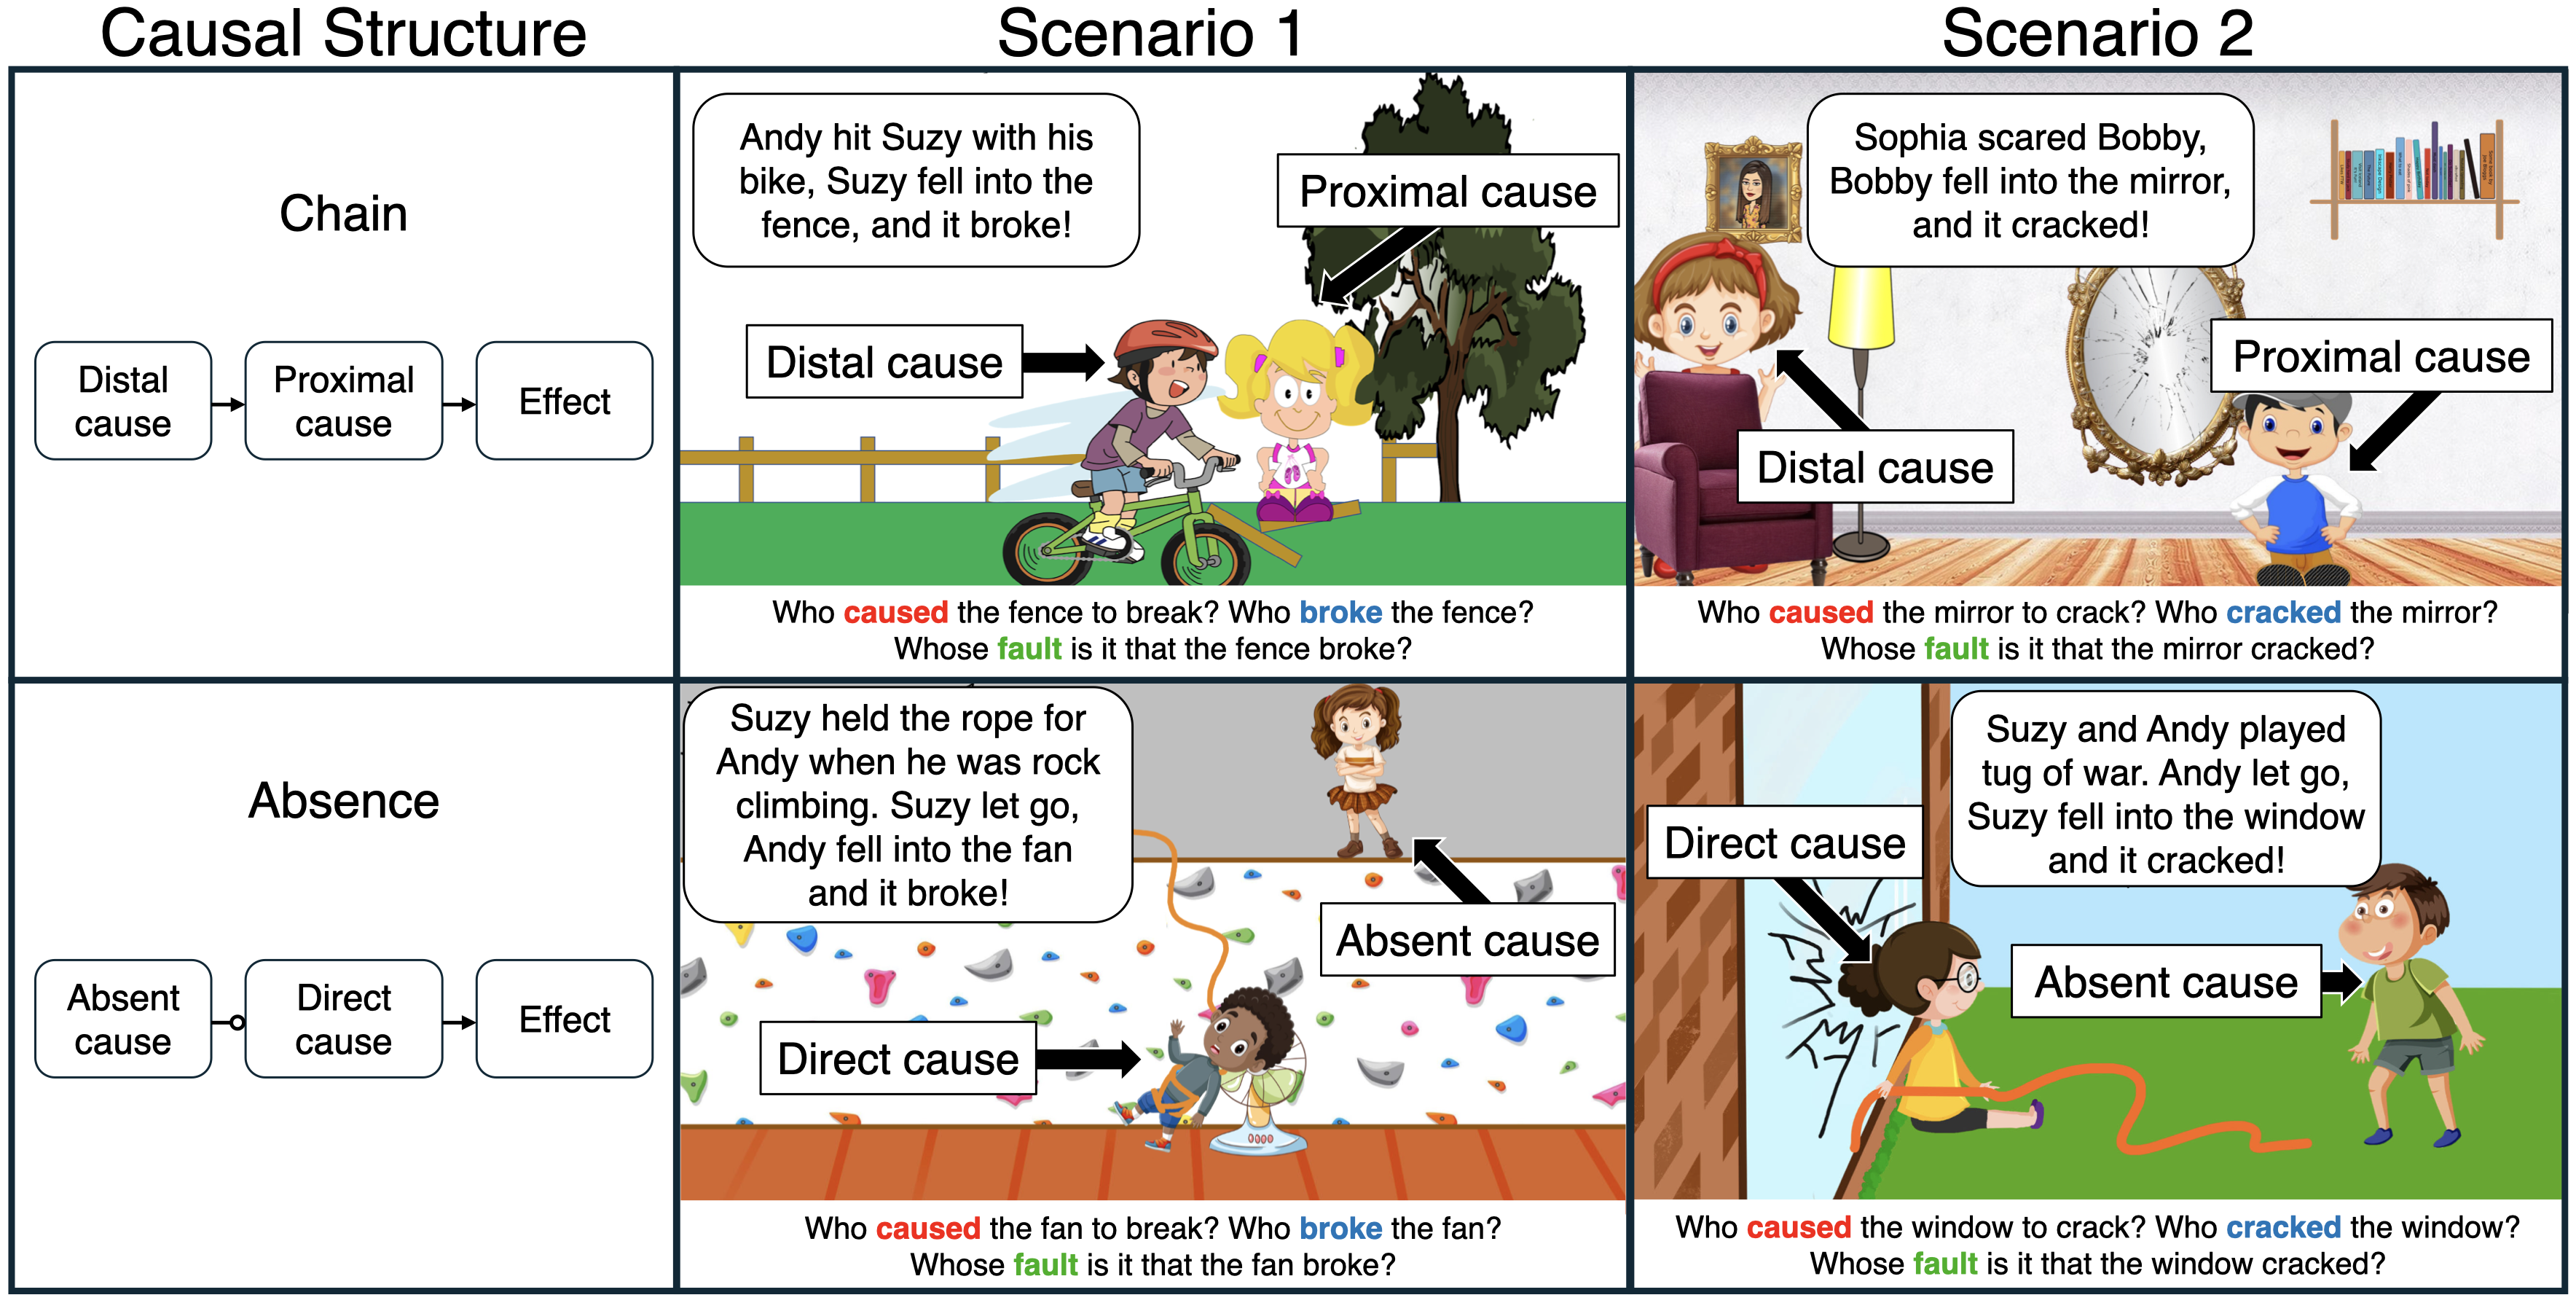 Causal Structure
Scenario 1
Scenario 2
Chain
Distal
cause
Proximal
cause
Effect
Andy hit Suzy with his
bike, Suzy fell into the
fence, and it broke!
Proximal cause
Distal cause
Who caused the fence to break? Who broke the fence?
Whose fault is it that the fence broke?
Sophia scared Bobby,
Bobby fell into the mirror,
and it cracked!
Proximal cause
Distal cause
Who caused the mirror to crack? Who cracked the mirror?
Whose fault is it that the mirror cracked?
Absence
Absent
cause
Direct
cause
Effect
Suzy held the rope for
Andy when he was rock
climbing. Suzy let go,
Andy fell into the fan
and it broke!
Absent cause
Direct cause
Who caused the fan to break? Who broke the fan?
Whose fault is it that the fan broke?
Suzy and Andy played
tug of war. Andy let go,
Suzy fell into the window
and it cracked!
Direct cause
Absent cause
Who caused the window to crack? Who cracked the window?
Whose fault is it that the window cracked?